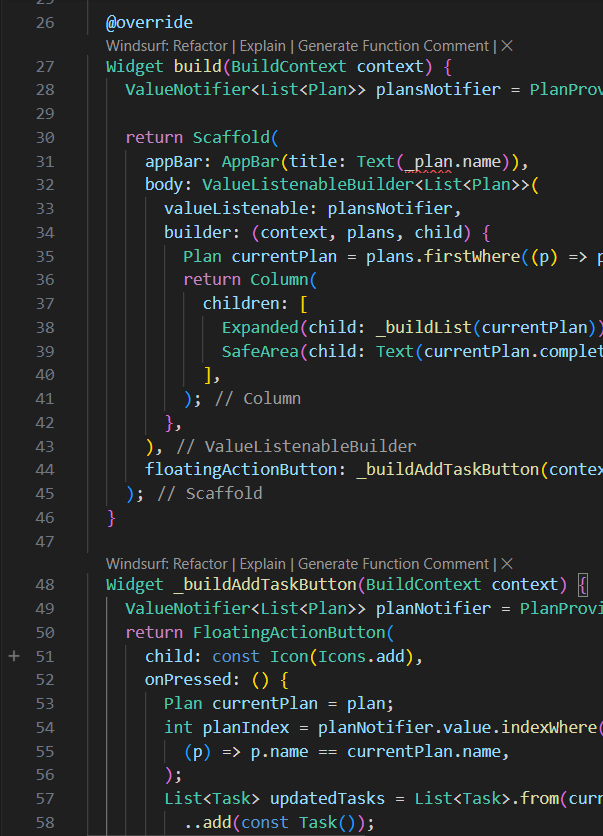 26 @override
Windsurf: Refactor | Explain | Generate Function Comment | ×
27 Widget build(BuildContext context) {
28 ValueNotifier<List<Plan>> plansNotifier = PlanProv
29
30 return Scaffold(
31 appBar: AppBar(title: Text(_plan.name)),
32 body: ValueListenableBuilder<List<Plan>>(
33 valueListenable: plansNotifier,
34 builder: (context, plans, child) {
35 Plan currentPlan = plans.firstWhere((p) => p
36 return Column(
37 children: [
38 Expanded(child: _buildList(currentPlan))
39 SafeArea(child: Text(currentPlan.complet
40 ],
41 ); // Column
42 },
43 ), // ValueListenableBuilder
44 floatingActionButton: _buildAddTaskButton(contex
45 ); // Scaffold
46 }
47
Windsurf: Refactor | Explain | Generate Function Comment | ×
48 Widget _buildAddTaskButton(BuildContext context) {
49 ValueNotifier<List<Plan>> planNotifier = PlanProvi
50 return FloatingActionButton(
+ 51 child: const Icon(Icons.add),
52 onPressed: () {
53 Plan currentPlan = plan;
54 int planIndex = planNotifier.value.indexWhere(
55 (p) => p.name == currentPlan.name,
56 );
57 List<Task> updatedTasks = List<Task>.from(curr
58 ..add(const Task());